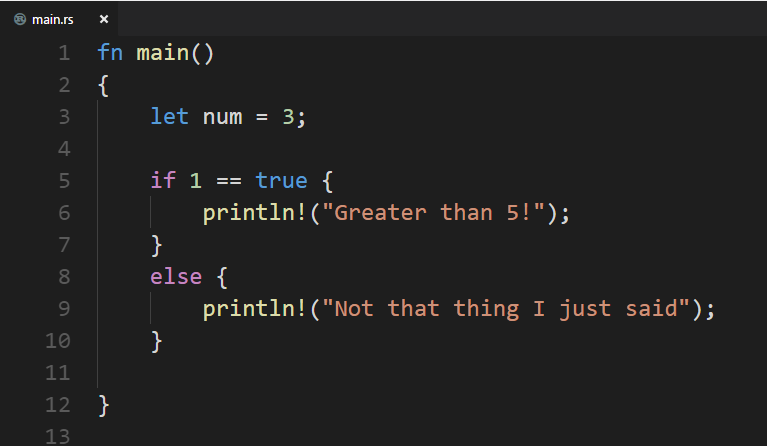 main.rs ×
1 fn main()
2 {
3     let num = 3;
4
5     if 1 == true {
6         println!("Greater than 5!");
7     }
8     else {
9         println!("Not that thing I just said");
10     }
11
12 }
13